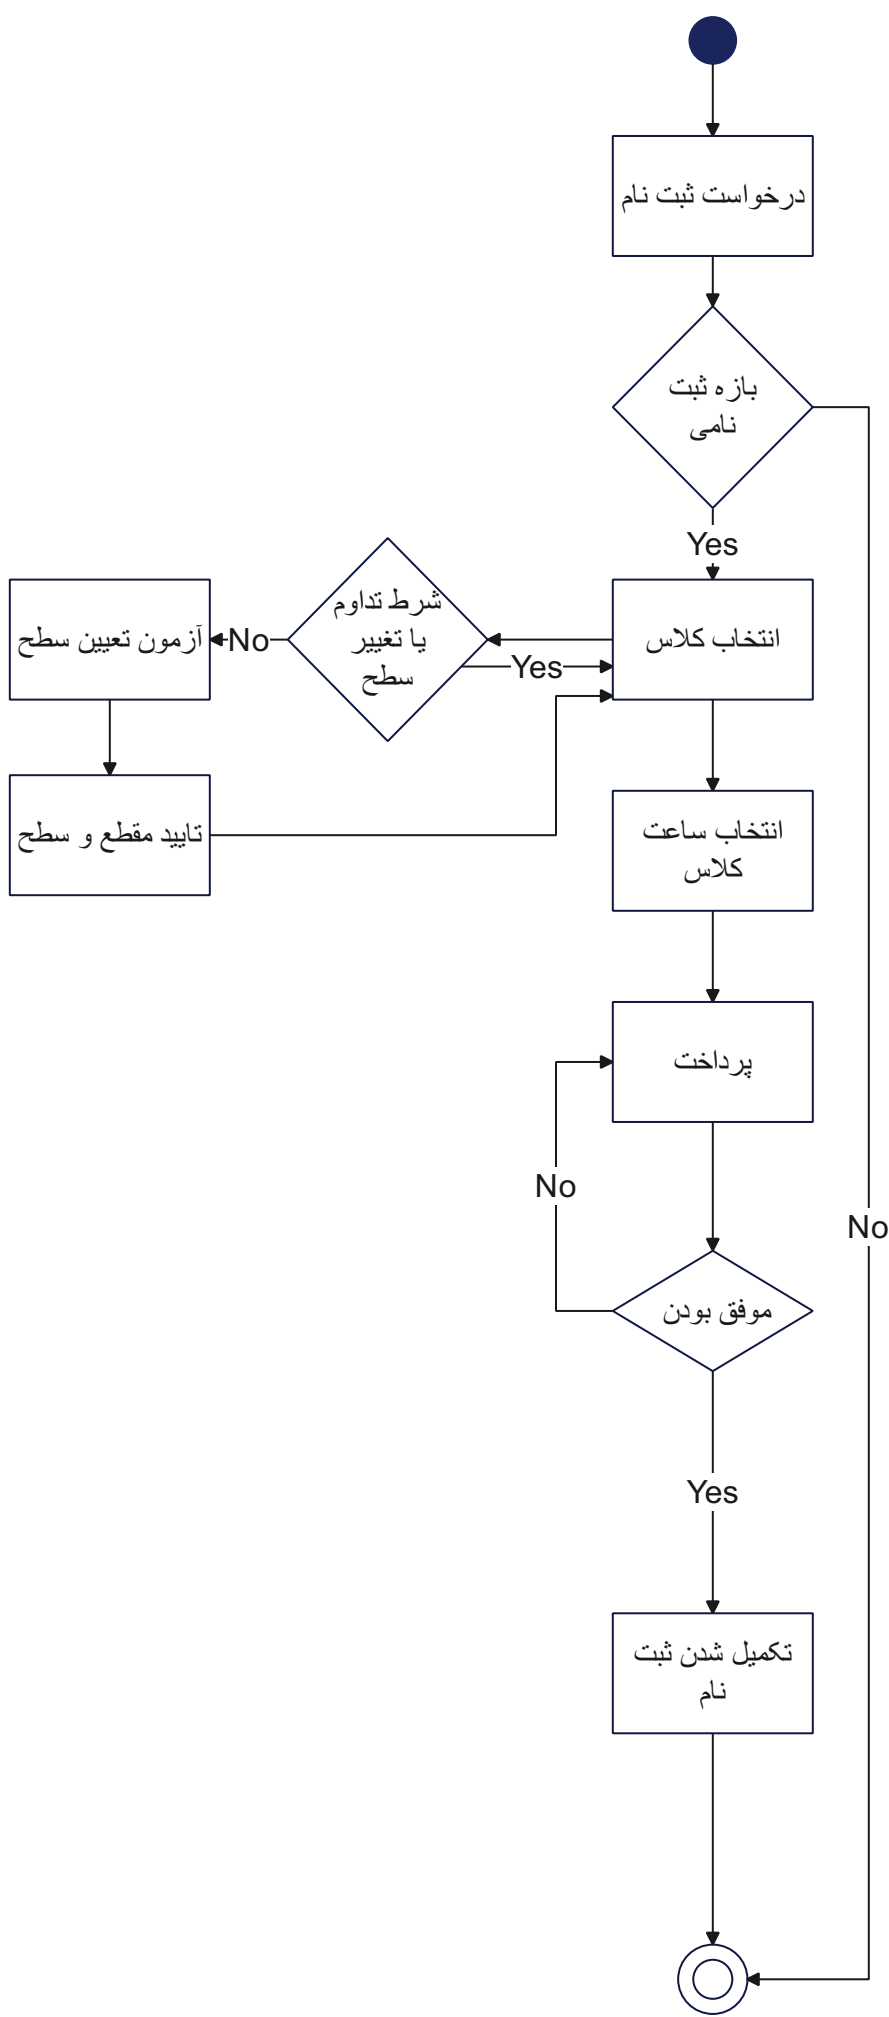 درخواست ثبت نام
بازه ثبت
نامی
Yes
شرط تداوم
یا تغییر
سطح
انتخاب کلاس
No
آزمون تعیین سطح
Yes
تایید مقطع و سطح
انتخاب ساعت
کلاس
پرداخت
No
No
موفق بودن
Yes
تکمیل شدن ثبت
نام